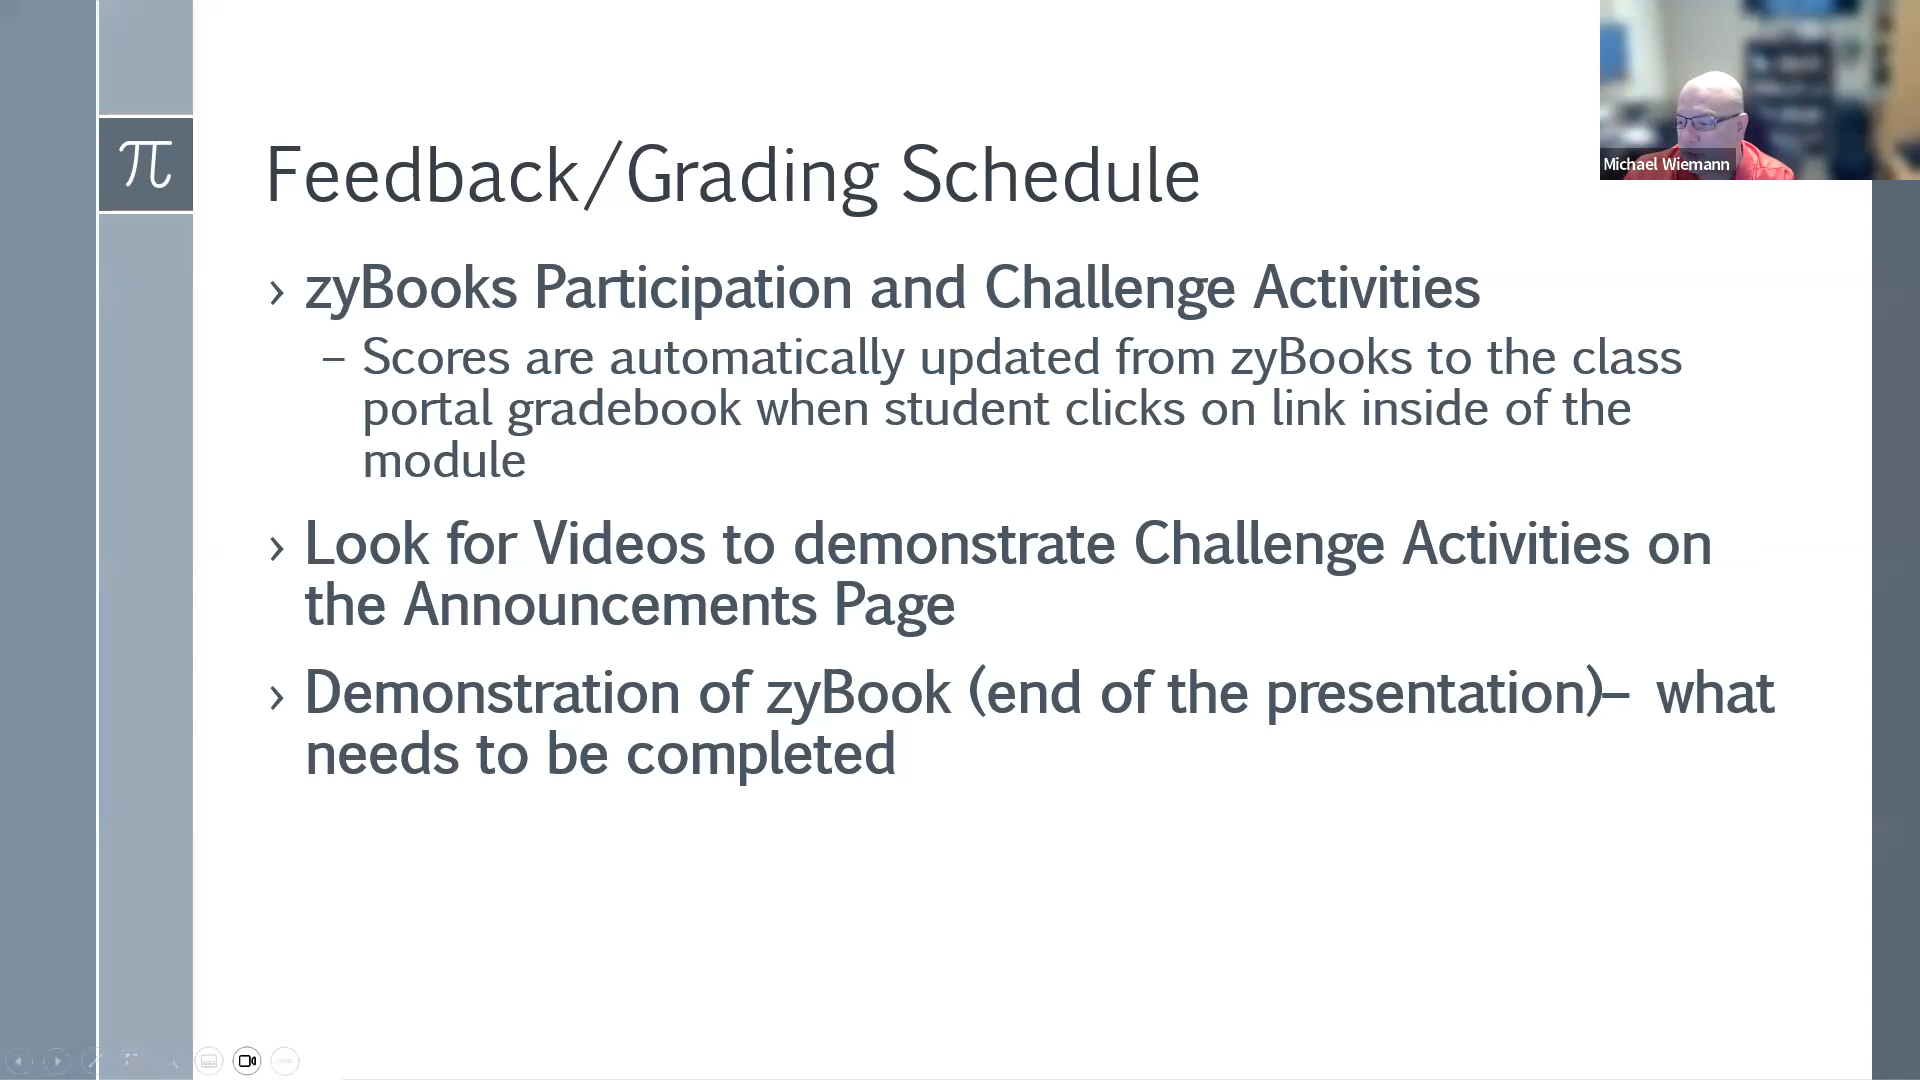 π
Feedback/Grading Schedule
› zyBooks Participation and Challenge Activities
– Scores are automatically updated from zyBooks to the class
portal gradebook when student clicks on link inside of the
module
› Look for Videos to demonstrate Challenge Activities on
the Announcements Page
› Demonstration of zyBook (end of the presentation)– what
needs to be completed
Michael Wiemann